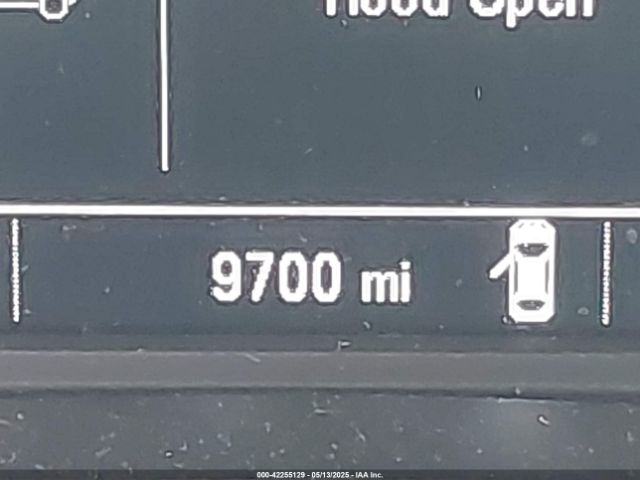 Hood Open
9700 mi
000-42255129 - 05/13/2025 - IAA Inc.